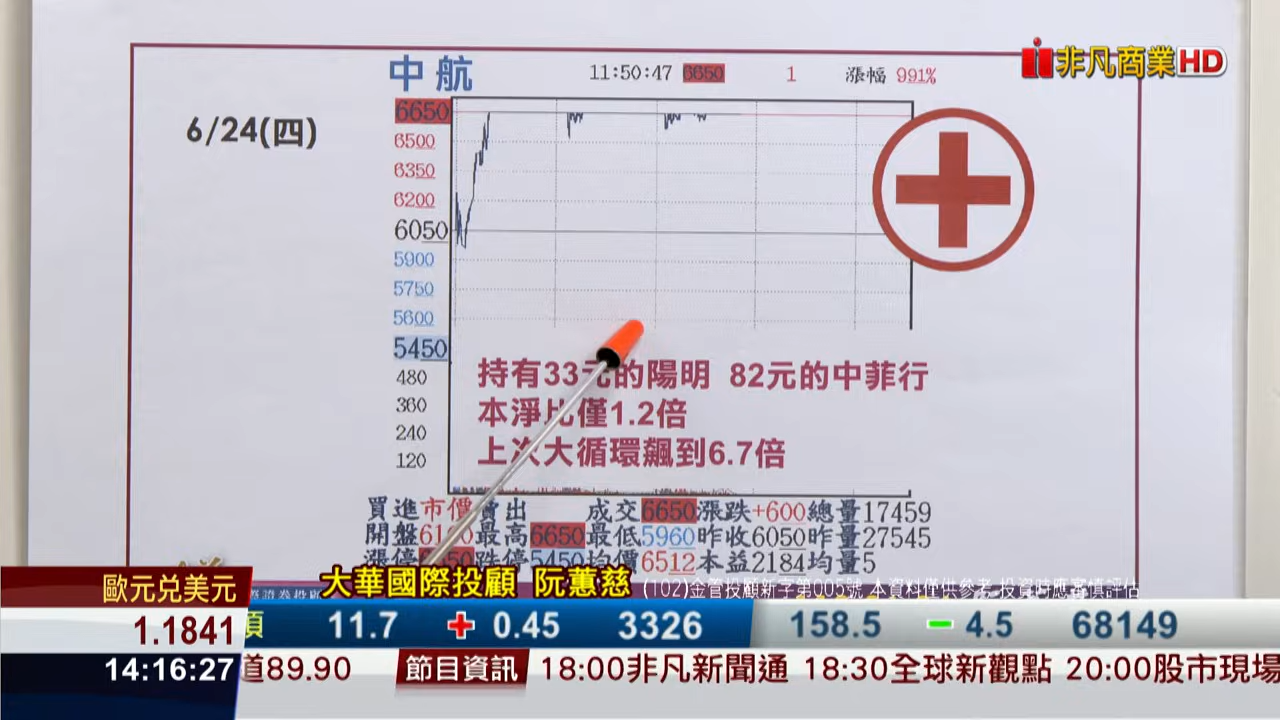 非凡商業HD
中航
11:50:47 6650 1 漲幅 991%
6/24(四)
6650
6500
6350
6200
6050
5900
5750
5600
5450
480
360
240
120
持有33元的陽明 82元的中菲行
本淨比僅1.2倍
上次大循環飆到6.7倍
買進市價賣出 成交6650漲跌+600總量17459
開盤61 0最高6650最低5960昨收6050昨量27545
漲停 50跌停5450均價6512本益2184均量5
大華國際投顧 阮蕙慈
(102)金管投顧新字第005號 本資料僅供參考 投資時應審慎評估
歐元兌美元
1.1841
11.7 + 0.45 3326 158.5 - 4.5 68149
14:16:27
道89.90 節目資訊 18:00非凡新聞通 18:30全球新觀點 20:00股市現場